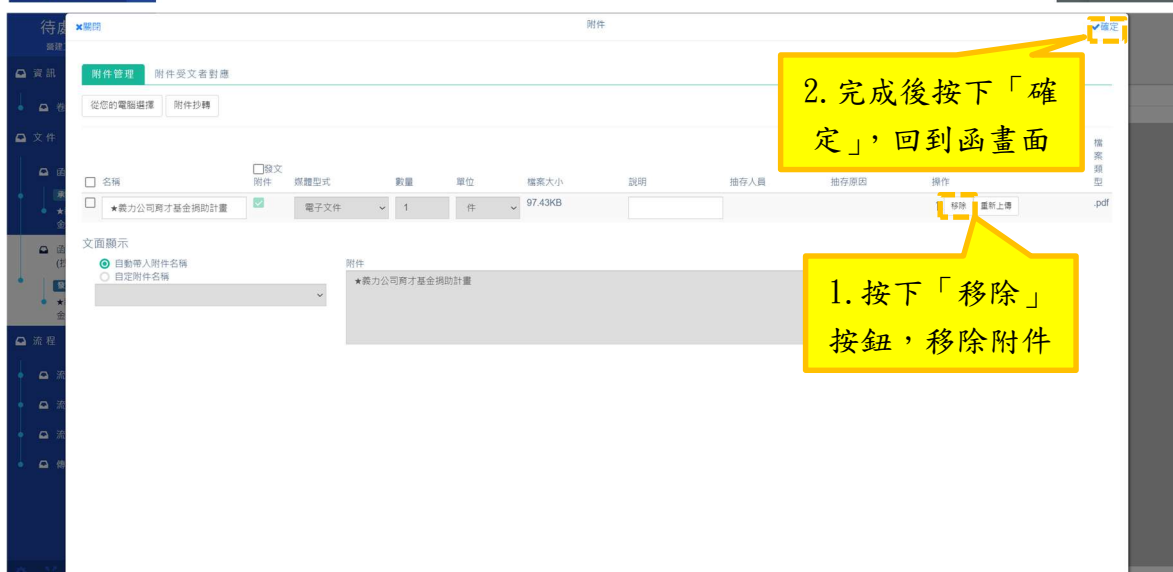 待處
✖關閉
附件
✔確定
資訊
附件管理
附件受文者對應
從您的電腦選擇
附件抄轉
2.完成後按下「確
定」，回到函畫面
文件
名稱
發文
附件
媒體型式
數量
單位
檔案大小
說明
抽存人員
抽存原因
操作
檔
案
類
型
★義力公司育才基金捐助計畫
電子文件
1
件
97.43KB
移除
重新上傳
.pdf
文面顯示
自動帶入附件名稱
自定附件名稱
附件
★義力公司育才基金捐助計畫
1.按下「移除」
按鈕，移除附件
流程